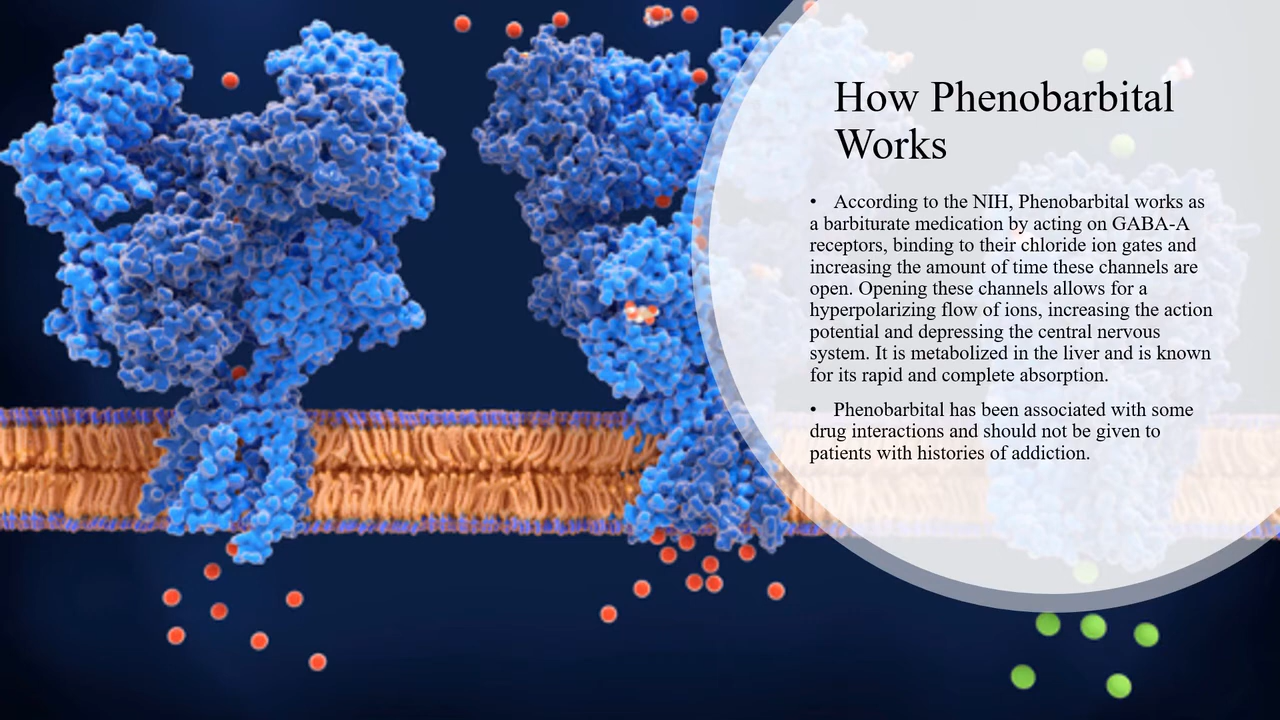 How Phenobarbital
Works
• According to the NIH, Phenobarbital works as
a barbiturate medication by acting on GABA-A
receptors, binding to their chloride ion gates and
increasing the amount of time these channels are
open. Opening these channels allows for a
hyperpolarizing flow of ions, increasing the action
potential and depressing the central nervous
system. It is metabolized in the liver and is known
for its rapid and complete absorption.
• Phenobarbital has been associated with some
drug interactions and should not be given to
patients with histories of addiction.